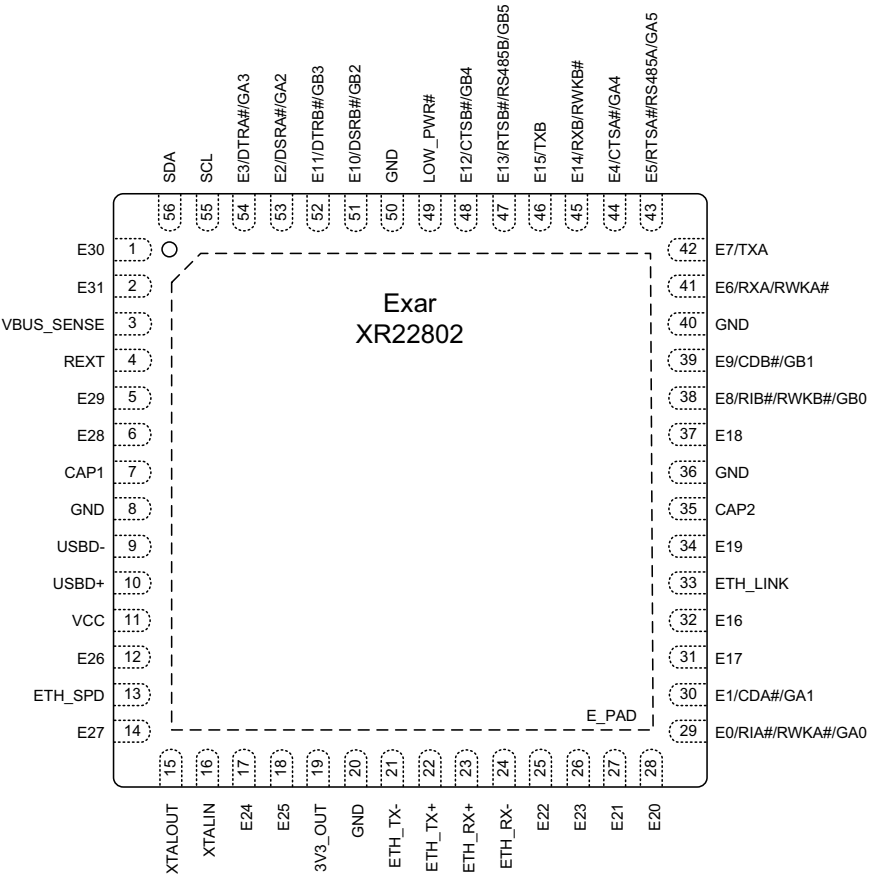 SDA
SCL
E3/DTRA#/GA3
E2/DSRA#/GA2
E11/DTRB#/GB3
E10/DSRB#/GB2
GND
LOW_PWR#
E12/CTSB#/GB4
E13/RTSB#/RS485B/GB5
E15/TXB
E14/RXB/RWKB#
E4/CTSA#/GA4
E5/RTSA#/RS485A/GA5
56 55 54 53 52 51 50 49 48 47 46 45 44 43
E30 1
E31 2
VBUS_SENSE 3
REXT 4
E29 5
E28 6
CAP1 7
GND 8
USBD- 9
USBD+ 10
VCC 11
E26 12
ETH_SPD 13
E27 14
Exar
XR22802
E_PAD
42 E7/TXA
41 E6/RXA/RWKA#
40 GND
39 E9/CDB#/GB1
38 E8/RIB#/RWKB#/GB0
37 E18
36 GND
35 CAP2
34 E19
33 ETH_LINK
32 E16
31 E17
30 E1/CDA#/GA1
29 E0/RIA#/RWKA#/GA0
15 16 17 18 19 20 21 22 23 24 25 26 27 28
XTALOUT
XTALIN
E24
E25
3V3_OUT
GND
ETH_TX-
ETH_TX+
ETH_RX+
ETH_RX-
E22
E23
E21
E20